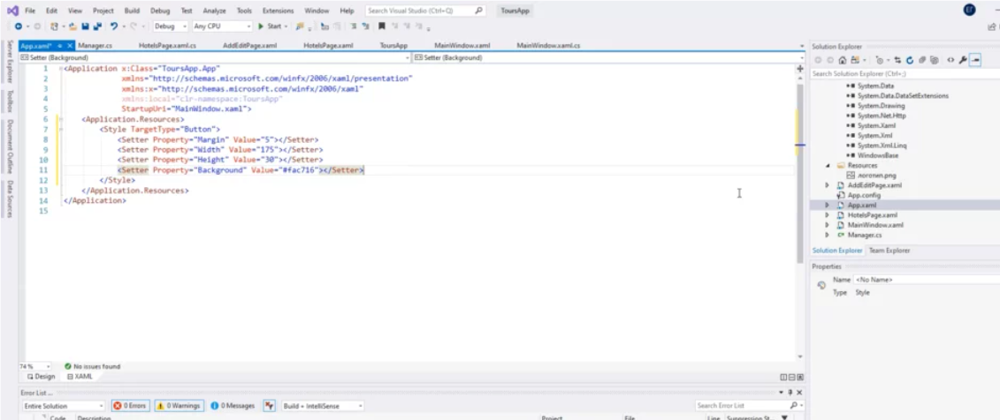 File Edit View Project Build Debug Test Analyze Tools Extensions Window Help Search Visual Studio (Ctrl+Q) ToursApp
Debug Any CPU Start
App.xaml* Manager.cs HotelsPage.xaml.cs AddEditPage.xaml HotelsPage.xaml ToursApp MainWindow.xaml MainWindow.xaml.cs
Setter (Background) Setter (Background)
1 <Application x:Class="ToursApp.App"
2 xmlns="http://schemas.microsoft.com/winfx/2006/xaml/presentation"
3 xmlns:x="http://schemas.microsoft.com/winfx/2006/xaml"
4 xmlns:local="clr-namespace:ToursApp"
5 StartupUri="MainWindow.xaml">
6 <Application.Resources>
7 <Style TargetType="Button">
8 <Setter Property="Margin" Value="5"></Setter>
9 <Setter Property="Width" Value="175"></Setter>
10 <Setter Property="Height" Value="30"></Setter>
11 <Setter Property="Background" Value="#fac716"></Setter>
12 </Style>
13 </Application.Resources>
14 </Application>
15
Server Explorer
Toolbox
Document Outline
Data Sources
74 % No issues found
Design XAML
Error List ...
Entire Solution 0 Errors 0 Warnings 0 Messages Build + IntelliSense Search Error List
Code Description Project File Line Suppression St...
Solution Explorer
Search Solution Explorer (Ctrl+;)
System.Data
System.Data.DataSetExtensions
System.Drawing
System.Net.Http
System.Xaml
System.Xml
System.Xml.Linq
WindowsBase
Resources
AddEditPage.xaml
App.config
App.xaml
HotelsPage.xaml
MainWindow.xaml
Manager.cs
Solution Explorer Team Explorer
Properties
Name <No Name>
Type Style